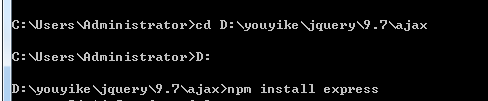 C:\Users\Administrator>cd D:\youyike\jquery\9.7\ajax
C:\Users\Administrator>D:
D:\youyike\jquery\9.7\ajax>npm install express